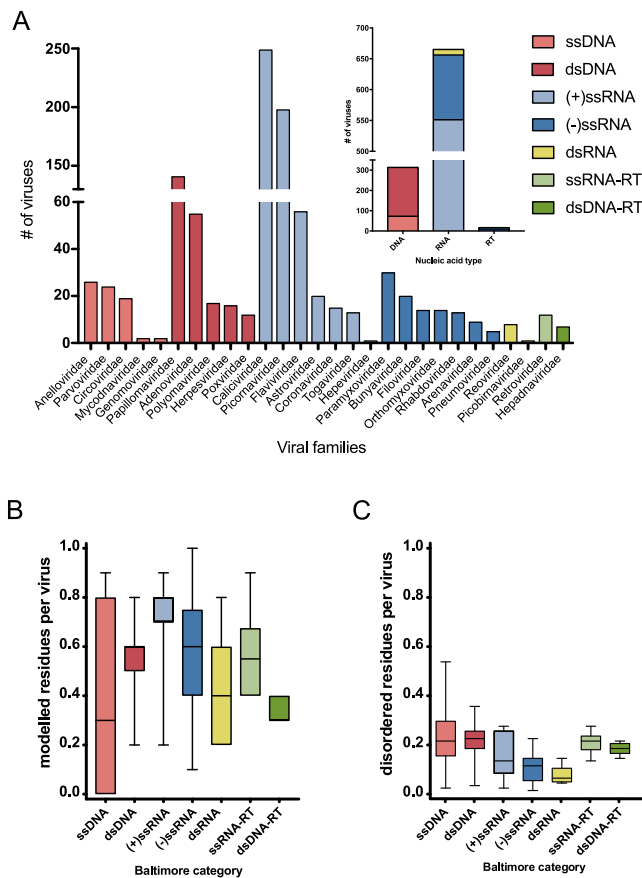 A
# of viruses
250
200
150
60
40
20
0
Anelloviridae
Parvoviridae
Circoviridae
Mycodnaviridae
Genomoviridae
Papillomaviridae
Adenoviridae
Polyomaviridae
Herpesviridae
Poxviridae
Caliciviridae
Picornaviridae
Flaviviridae
Astroviridae
Coronaviridae
Togaviridae
Hepeviridae
Paramyxoviridae
Bunyaviridae
Filoviridae
Orthomyxoviridae
Rhabdoviridae
Arenaviridae
Pneumoviridae
Reoviridae
Picobirnaviridae
Retroviridae
Hepadnaviridae
Viral families
# of viruses
700
650
600
550
500
300
200
100
0
DNA
RNA
RT
Nucleic acid type
ssDNA
dsDNA
(+)ssRNA
(-)ssRNA
dsRNA
ssRNA-RT
dsDNA-RT
B
modelled residues per virus
1.0
0.8
0.6
0.4
0.2
0.0
ssDNA
dsDNA
(+)ssRNA
(-)ssRNA
dsRNA
ssRNA-RT
dsDNA-RT
Baltimore category
C
disordered residues per virus
1.0
0.8
0.6
0.4
0.2
0.0
ssDNA
dsDNA
(+)ssRNA
(-)ssRNA
dsRNA
ssRNA-RT
dsDNA-RT
Baltimore category